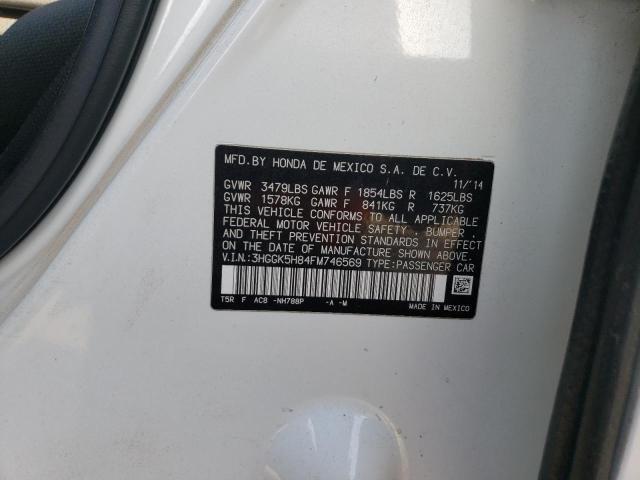 MFD.BY HONDA DE MEXICO S.A. DE C.V.
11/'14
GVWR 3479LBS GAWR F 1854LBS R 1625LBS
GVWR 1578KG GAWR F 841KG R 737KG
THIS VEHICLE CONFORMS TO ALL APPLICABLE
FEDERAL MOTOR VEHICLE SAFETY , BUMPER ,
AND THEFT PREVENTION STANDARDS IN EFFECT
ON THE DATE OF MANUFACTURE SHOWN ABOVE.
V.I.N.:3HGGK5H84FM746569 TYPE:PASSENGER CAR
T5R F AC8 -NH788P -A -M
MADE IN MEXICO